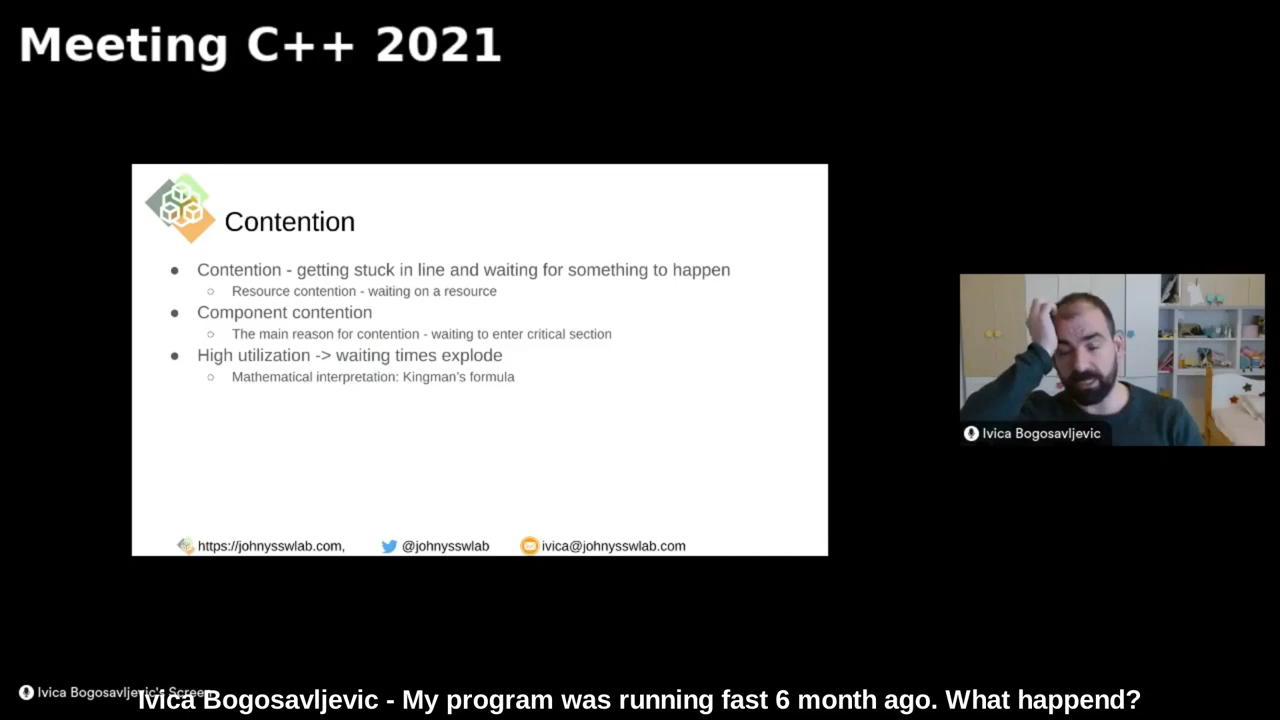 Meeting C++ 2021
Contention
● Contention - getting stuck in line and waiting for something to happen
○ Resource contention - waiting on a resource
● Component contention
○ The main reason for contention - waiting to enter critical section
● High utilization -> waiting times explode
○ Mathematical interpretation: Kingman's formula
https://johnysswlab.com, @johnysswlab ivica@johnysswlab.com
Ivica Bogosavljevic
Ivica Bogosavljevic's Screen
Ivica Bogosavljevic - My program was running fast 6 month ago. What happend?